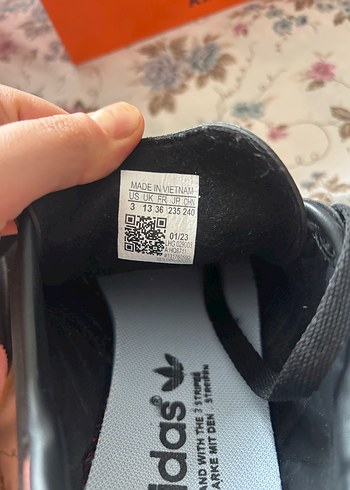 MADE IN VIETNAM
US UK FR JP CHN
3 13 36 235 240
01/23
adidas
AND WITH THE 3 STRIPES
ARKE MIT DEN 3 STREIFEN